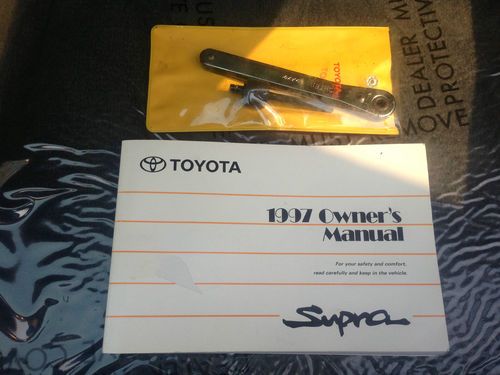 DEALER MU
PROTECTIVE
TOYOTA
TOYOTA
1997 Owner's
Manual
For your safety and comfort,
read carefully and keep in the vehicle.
Supra